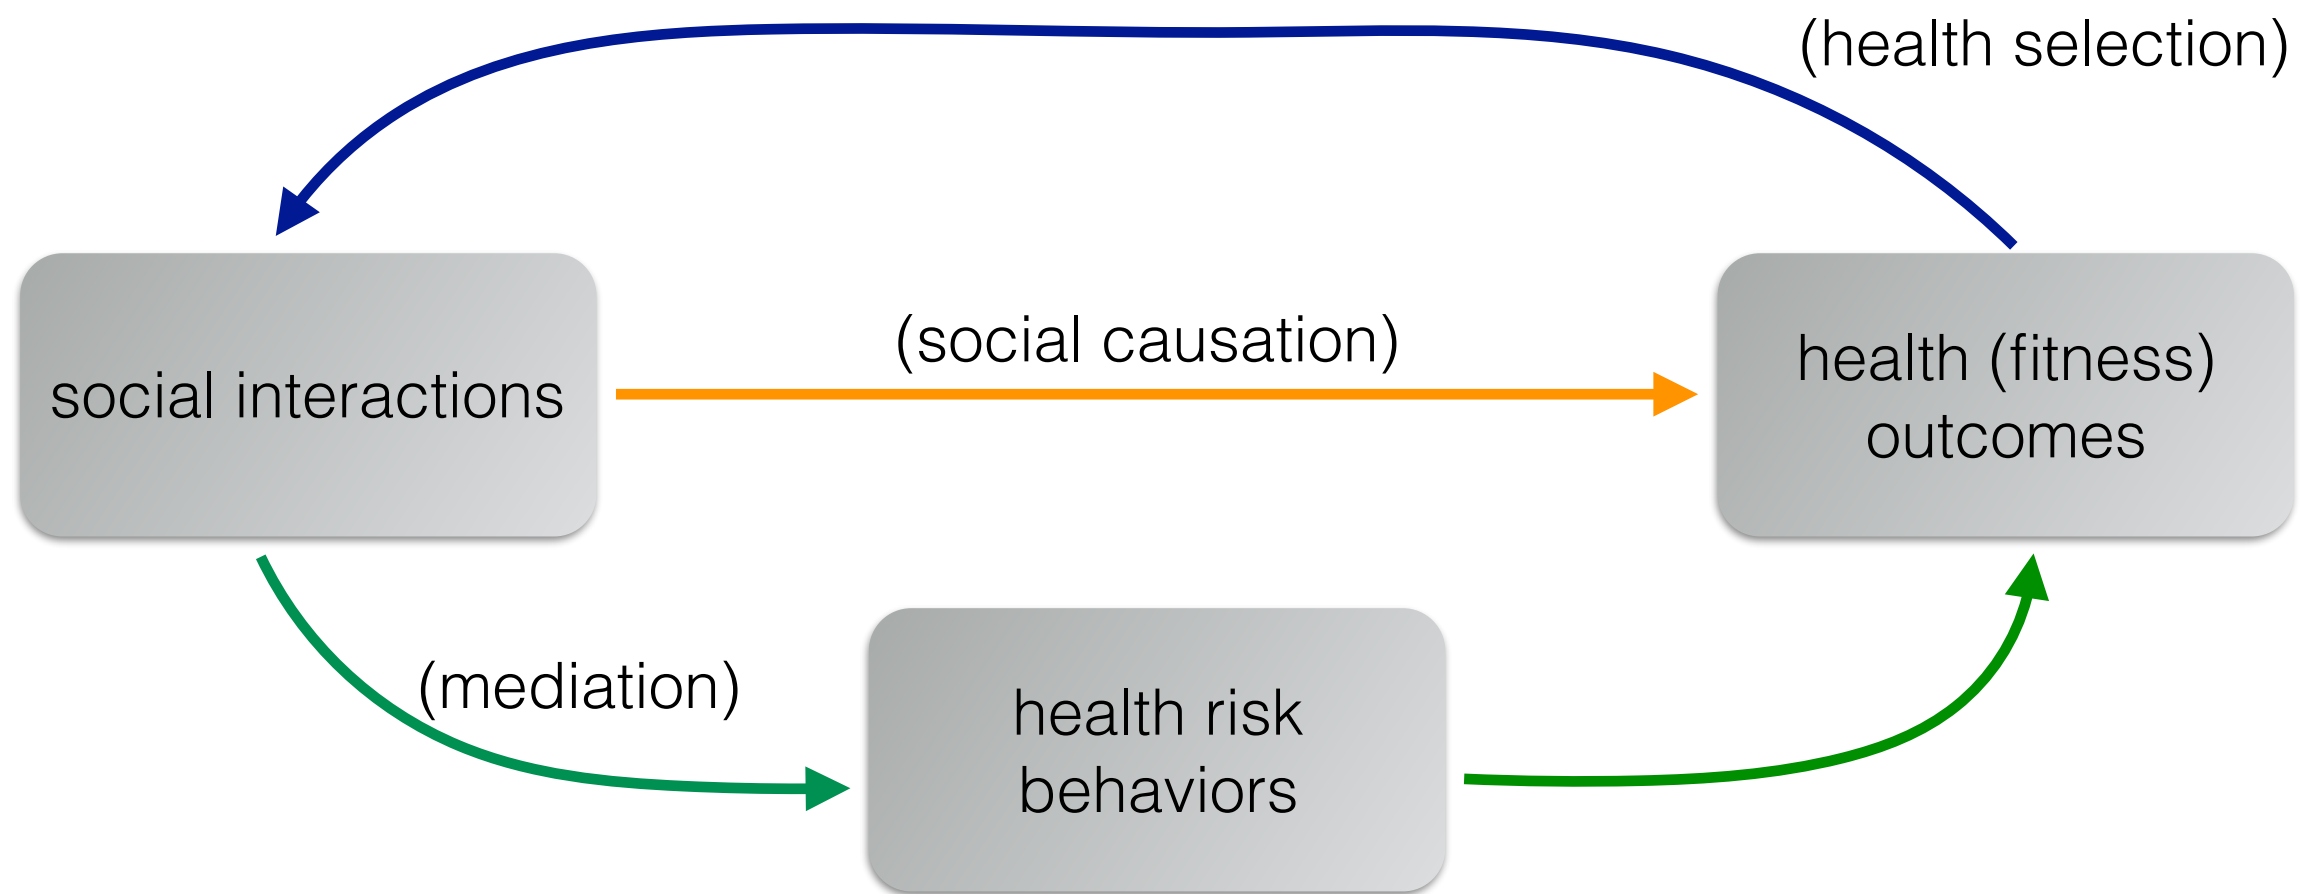 (health selection)
(social causation)
social interactions
health (fitness)
outcomes
(mediation)
health risk
behaviors